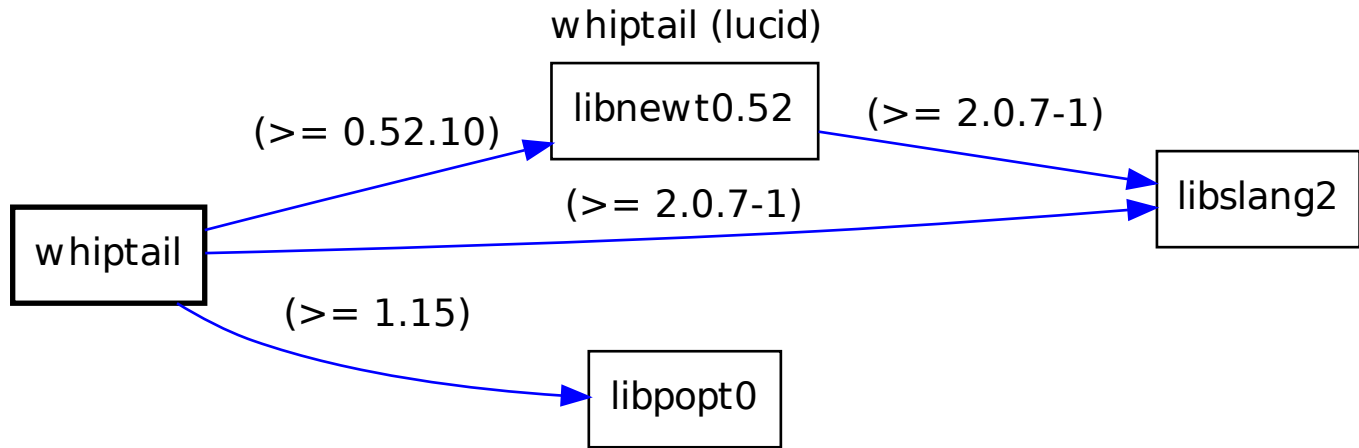 whiptail (lucid)
libnewt0.52
(>= 2.0.7-1)
(>= 0.52.10)
libslang2
(>= 2.0.7-1)
whiptail
(>= 1.15)
libpopt0